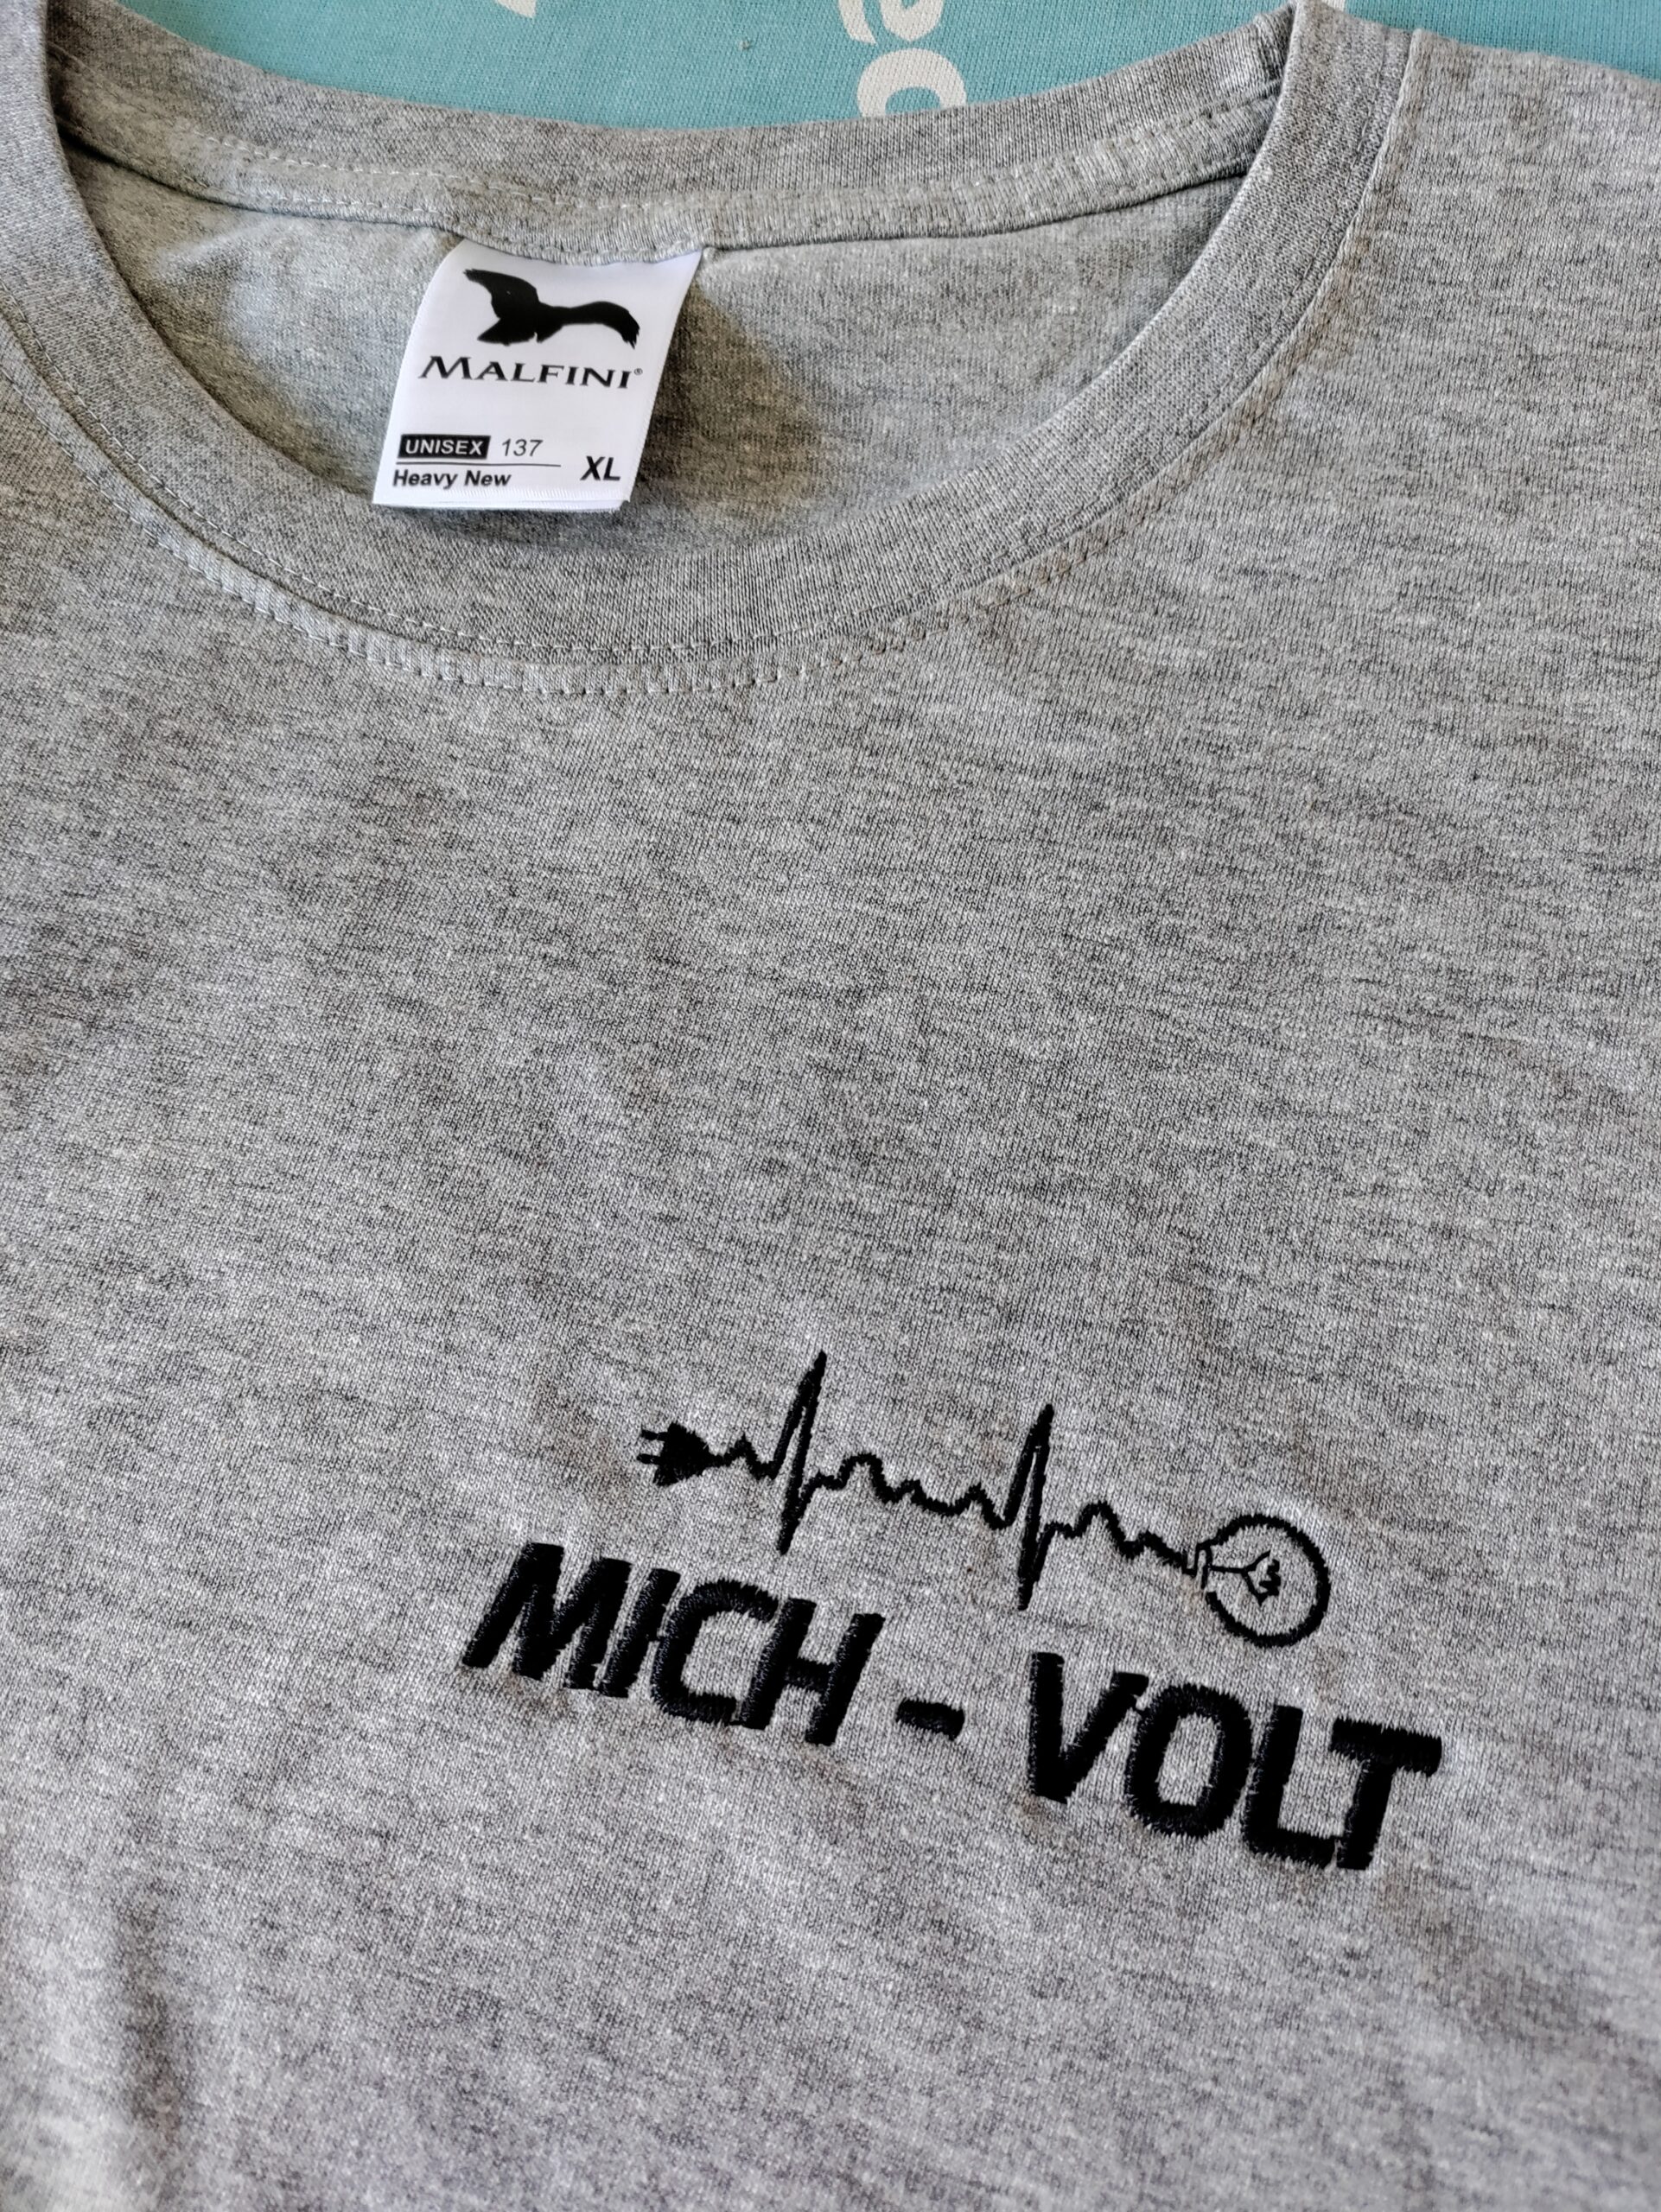 MALFINI®
UNISEX 137
Heavy New XL
MICH - VOLT